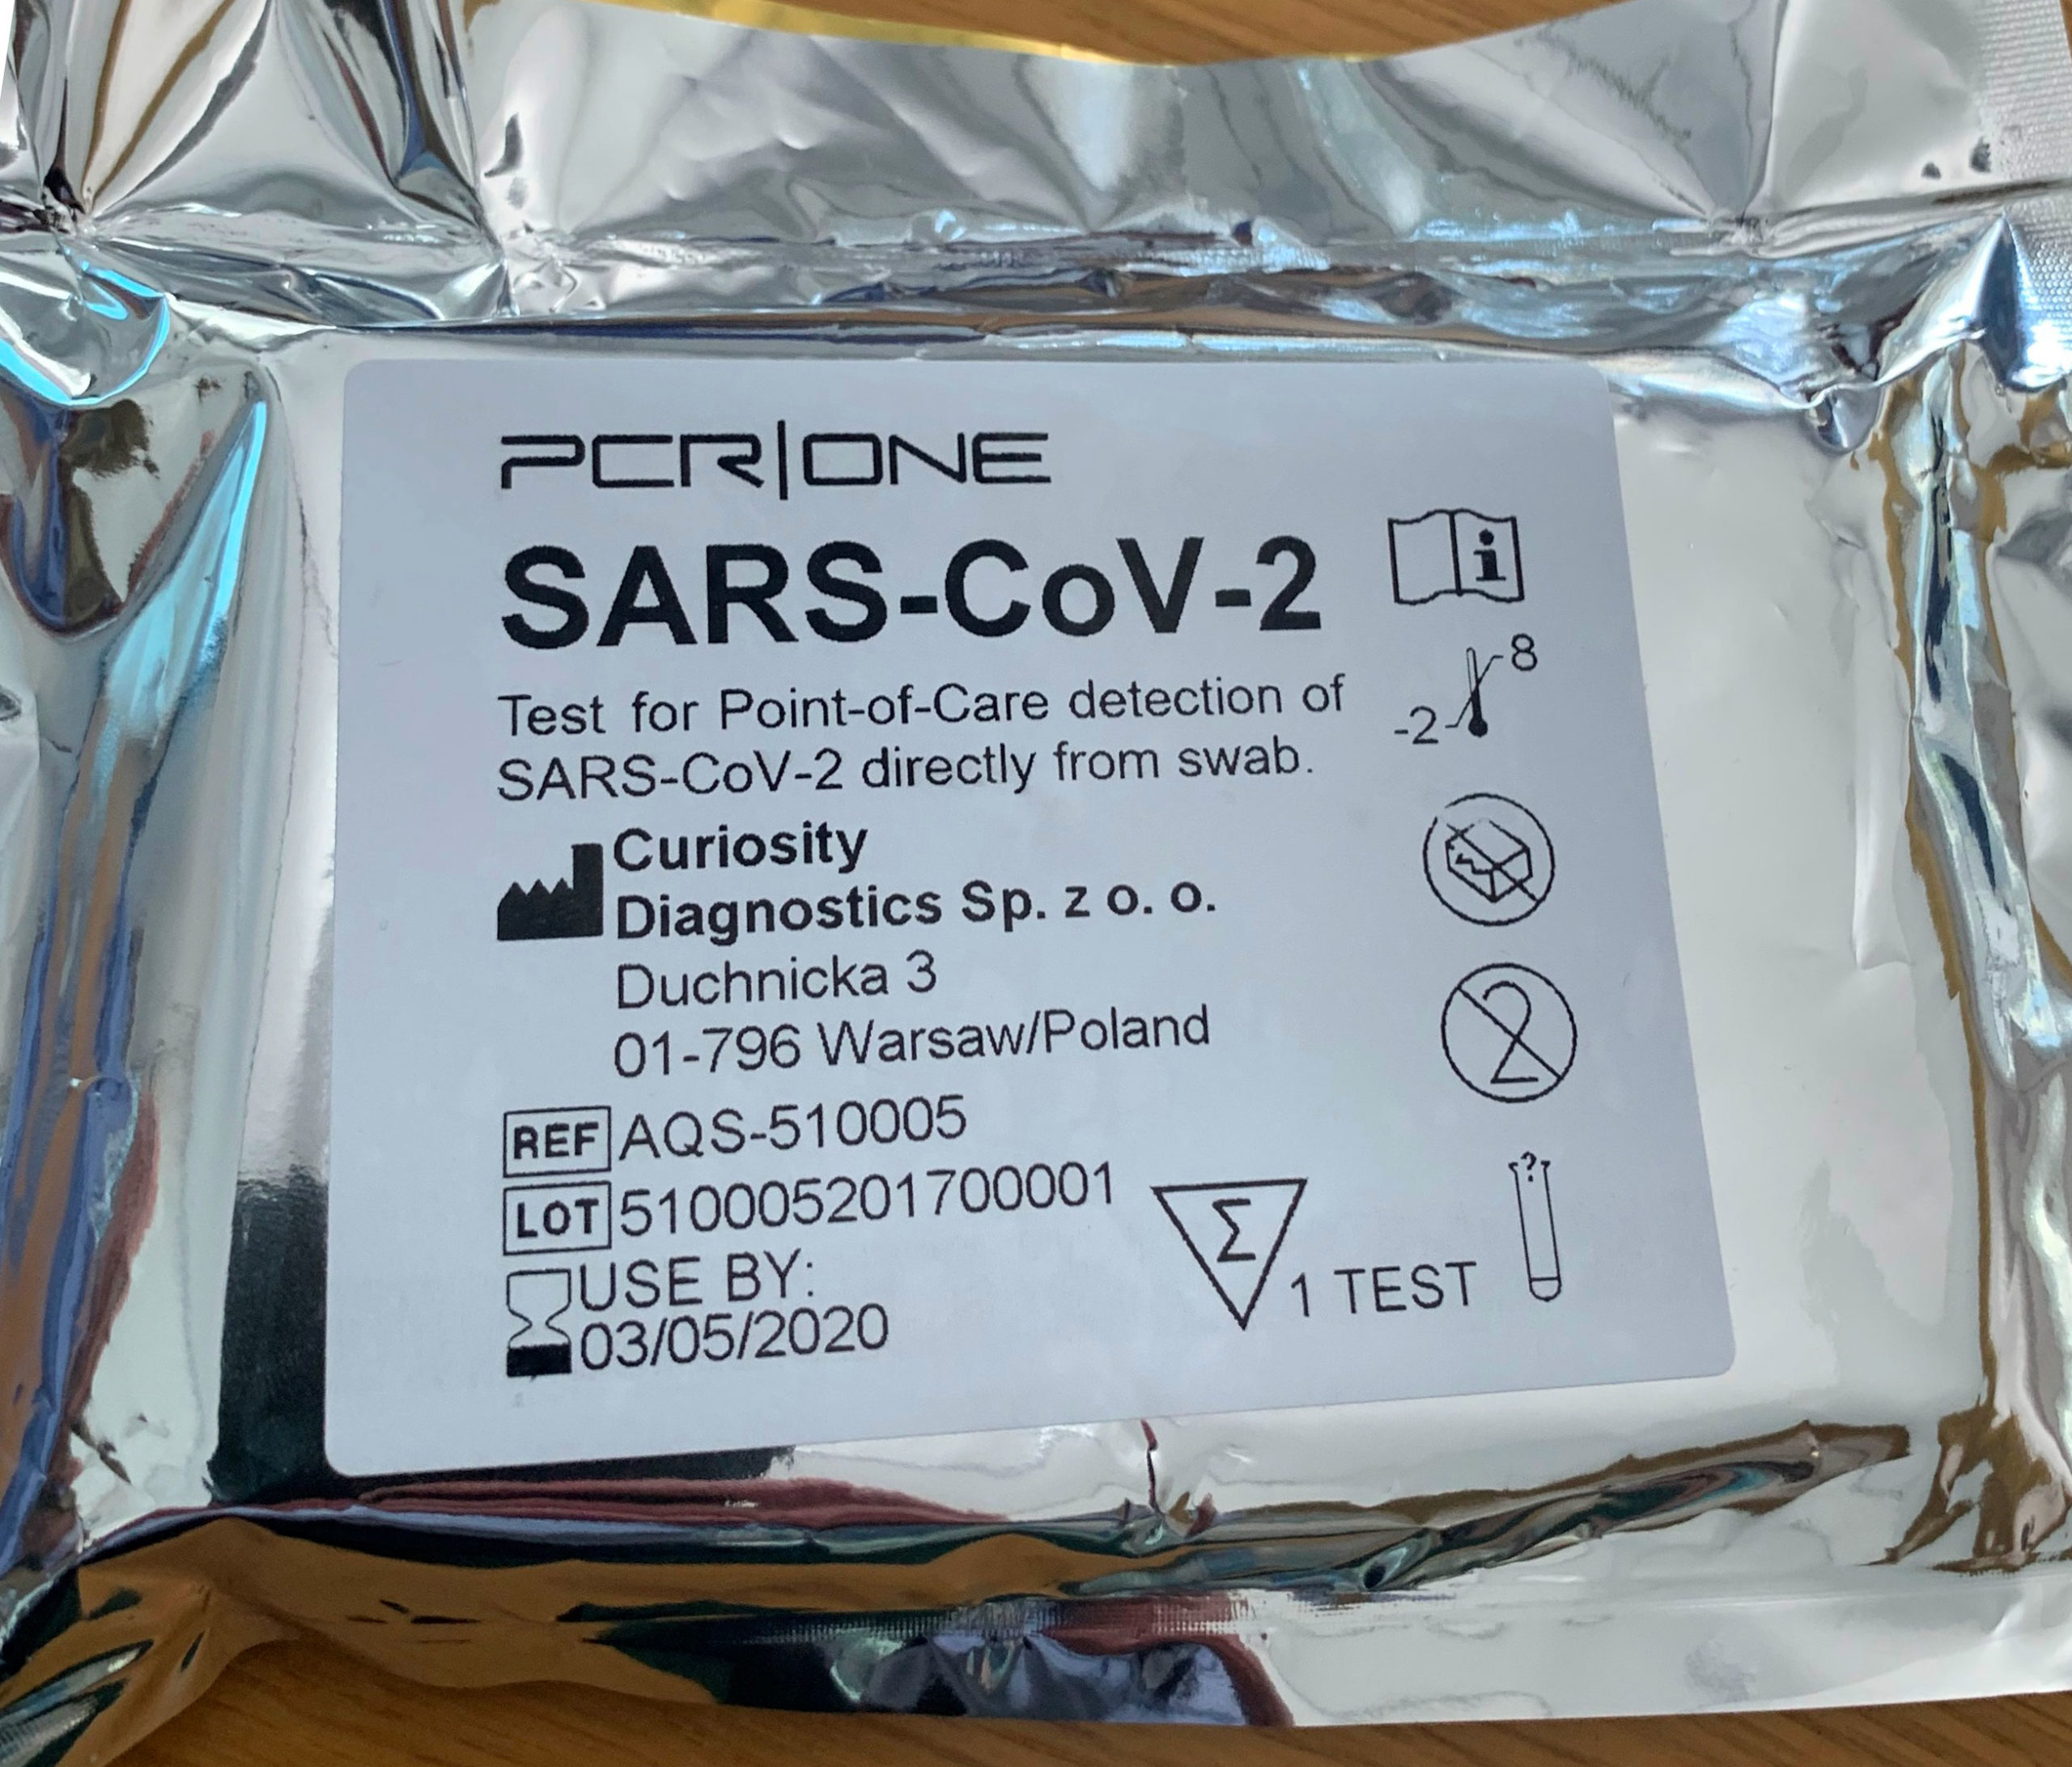 PCR|ONE
SARS-CoV-2
Test for Point-of-Care detection of
SARS-CoV-2 directly from swab.
Curiosity
Diagnostics Sp. z o. o.
Duchnicka 3
01-796 Warsaw/Poland
REF AQS-510005
LOT 510005201700001
USE BY:
03/05/2020
Σ 1 TEST
i
8
-2
2
?